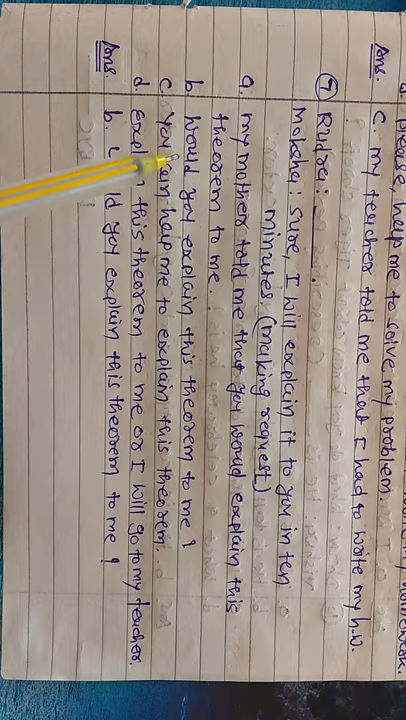 d. please, help me to solve my problem.
Ans. c. my teacher told me that I had to write my h.w.
⑦ Rudra: ________.
Moksha: sure, I will explain it to you in ten
minutes. (making request)
a. my mother told me that you would explain this
theorem to me.
b. Would you explain this theorem to me?
c. You can help me to explain this theorem.
d. this theorem to me or I will go to my teacher.
Ans. b. you explain this theorem to me?